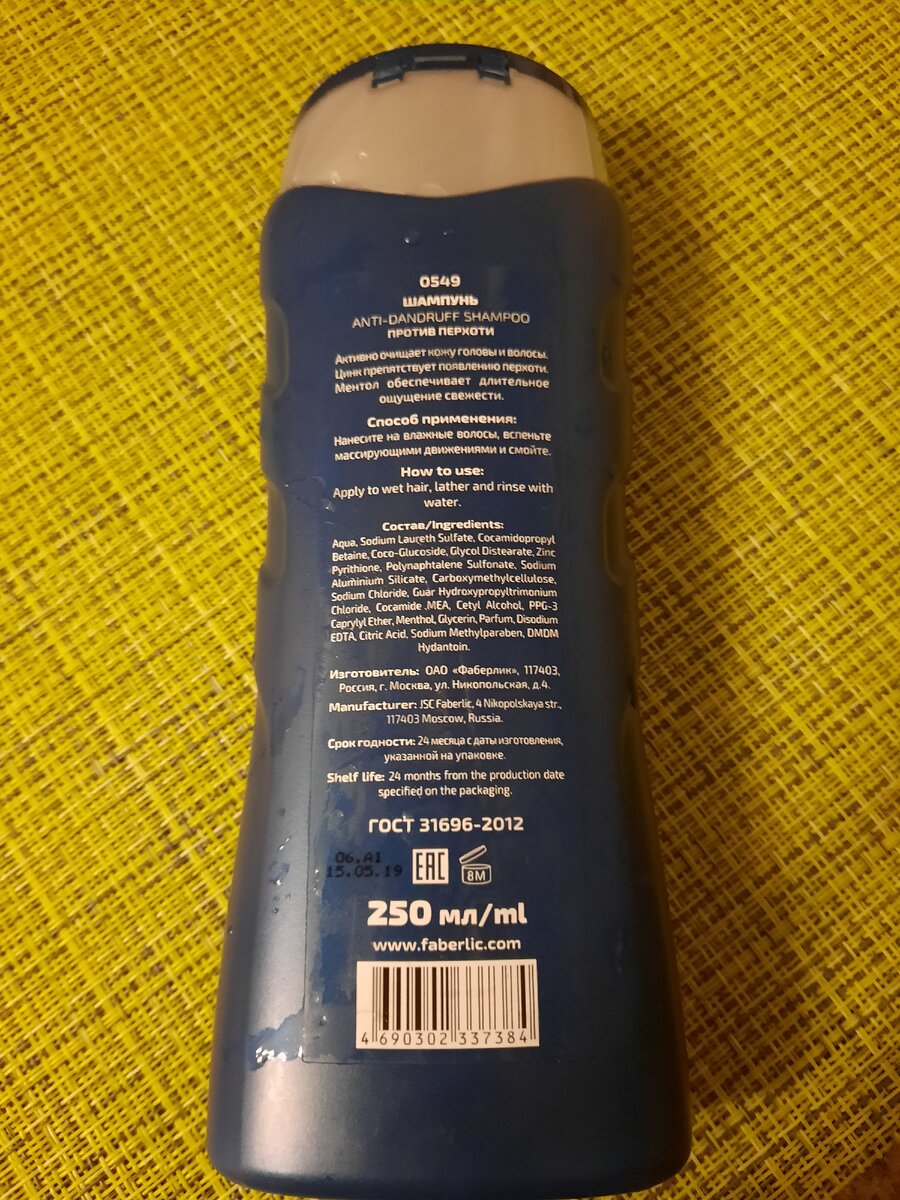 0549
ШАМПУНЬ
ANTI-DANDRUFF SHAMPOO
ПРОТИВ ПЕРХОТИ
Активно очищает кожу головы и волосы.
Цинк препятствует появлению перхоти.
Ментол обеспечивает длительное
ощущение свежести.
Способ применения:
Нанесите на влажные волосы, вспеньте
массирующими движениями и смойте.
How to use:
Apply to wet hair, lather and rinse with
water.
Состав/Ingredients:
Aqua, Sodium Laureth Sulfate, Cocamidopropyl
Betaine, Coco-Glucoside, Glycol Distearate, Zinc
Pyrithione, Polynaphtalene Sulfonate, Sodium
Aluminium Silicate, Carboxymethylcellulose,
Sodium Chloride, Guar Hydroxypropyltrimonium
Chloride, Cocamide MEA, Cetyl Alcohol, PPG-3
Caprylyl Ether, Menthol, Glycerin, Parfum, Disodium
EDTA, Citric Acid, Sodium Methylparaben, DMDM
Hydantoin.
Изготовитель: ОАО «Фаберлик», 117403,
Россия, г. Москва, ул. Никопольская, д.4.
Manufacturer: JSC Faberlic, 4 Nikopolskaya str.,
117403 Moscow, Russia.
Срок годности: 24 месяца с даты изготовления,
указанной на упаковке.
Shelf life: 24 months from the production date
specified on the packaging.
ГОСТ 31696-2012
06.A1
15.05.19
EAC
8M
250 мл/ml
www.faberlic.com
4 690302 337384